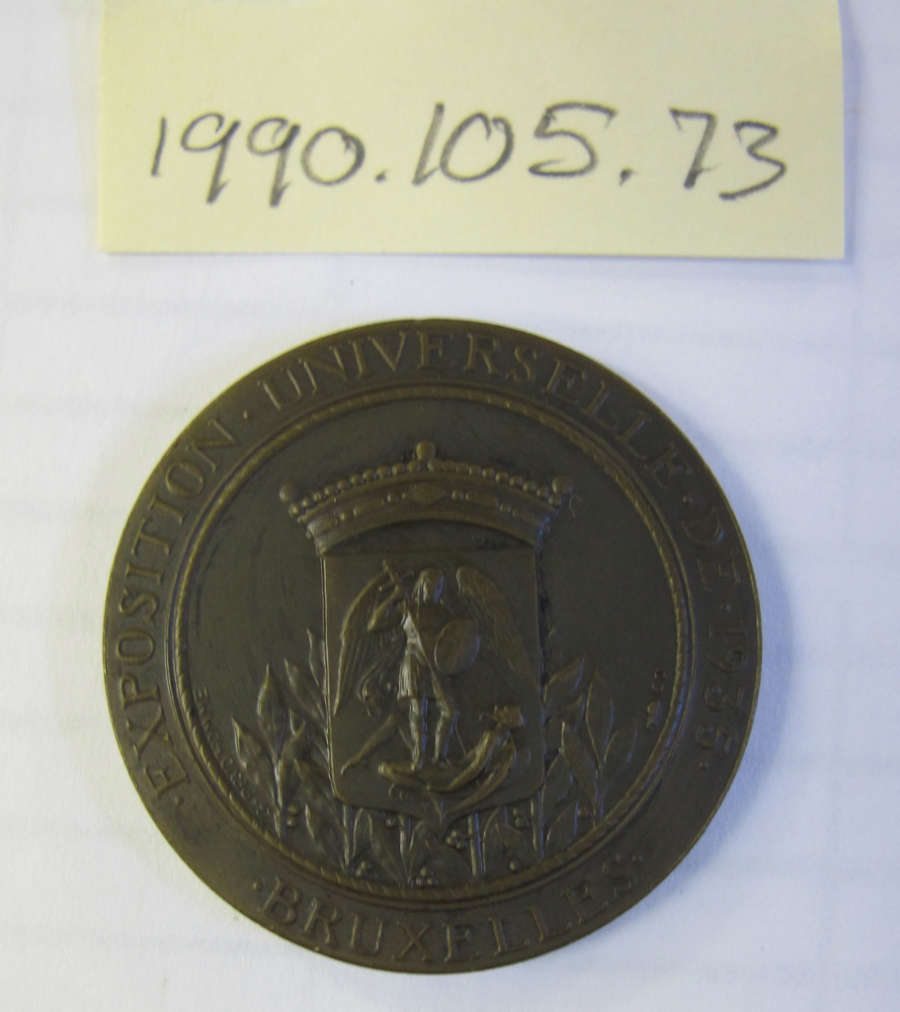 1990.105.73
· EXPOSITION · UNIVERSELLE · DE · 1935 ·
· BRUXELLES ·